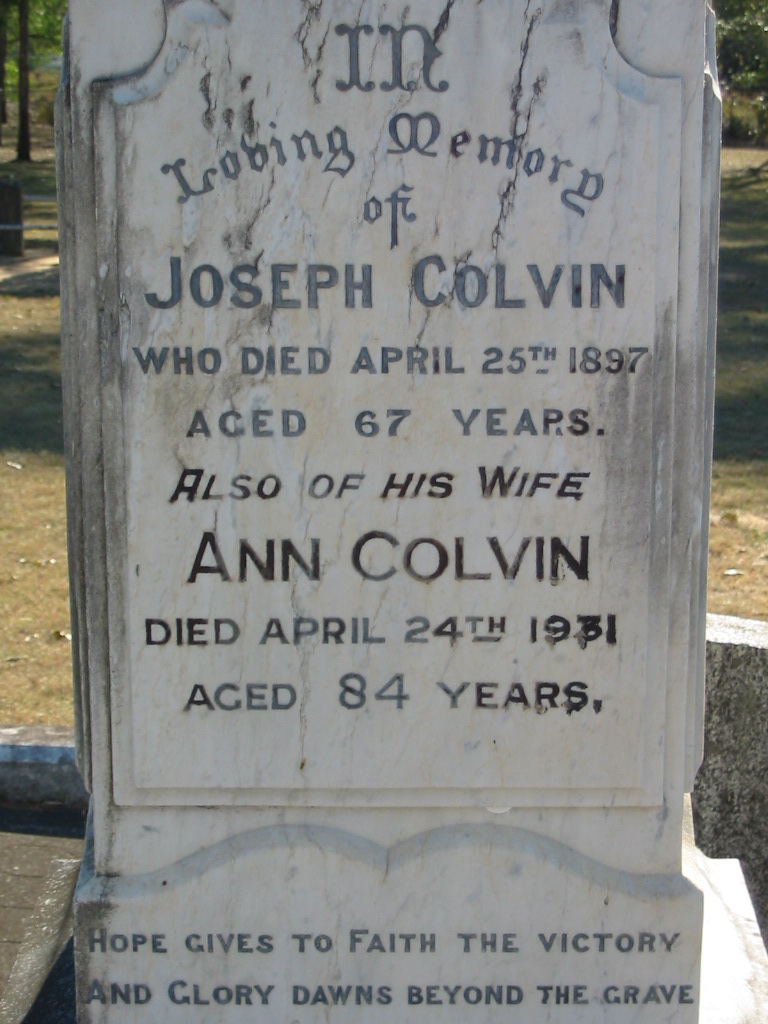 In
Loving Memory
of
JOSEPH COLVIN
WHO DIED APRIL 25TH 1897
AGED 67 YEARS.
ALSO OF HIS WIFE
ANN COLVIN
DIED APRIL 24TH 1931
AGED 84 YEARS,
HOPE GIVES TO FAITH THE VICTORY
AND GLORY DAWNS BEYOND THE GRAVE